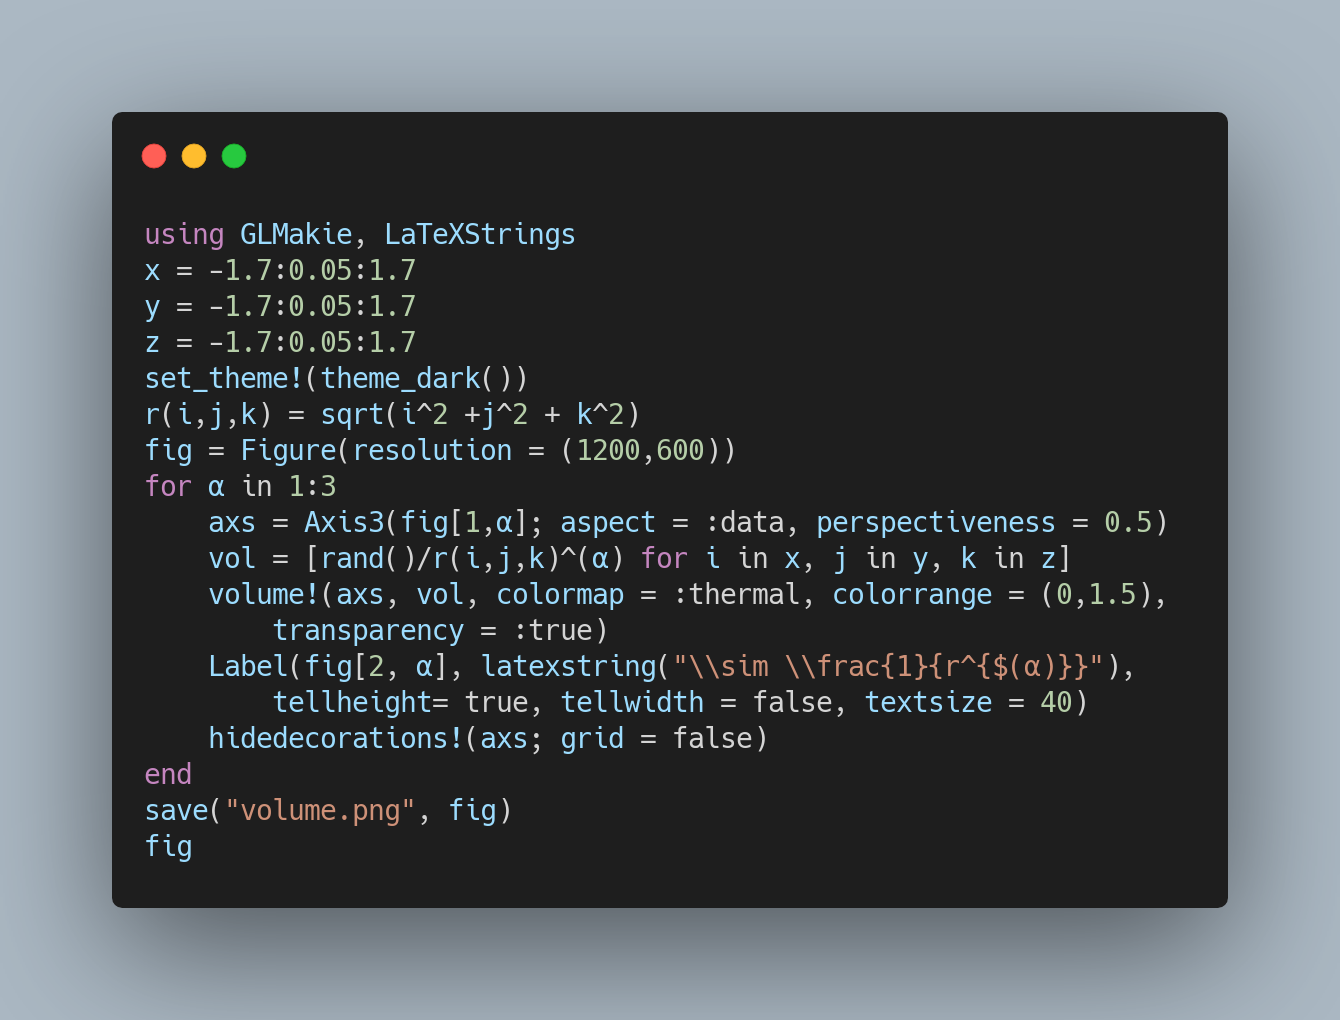 using GLMakie, LaTeXStrings
x = -1.7:0.05:1.7
y = -1.7:0.05:1.7
z = -1.7:0.05:1.7
set_theme!(theme_dark())
r(i,j,k) = sqrt(i^2 +j^2 + k^2)
fig = Figure(resolution = (1200,600))
for α in 1:3
    axs = Axis3(fig[1,α]; aspect = :data, perspectiveness = 0.5)
    vol = [rand()/r(i,j,k)^(α) for i in x, j in y, k in z]
    volume!(axs, vol, colormap = :thermal, colorrange = (0,1.5),
        transparency = :true)
    Label(fig[2, α], latexstring("\\sim \\frac{1}{r^{$(α)}}"),
        tellheight= true, tellwidth = false, textsize = 40)
    hidedecorations!(axs; grid = false)
end
save("volume.png", fig)
fig